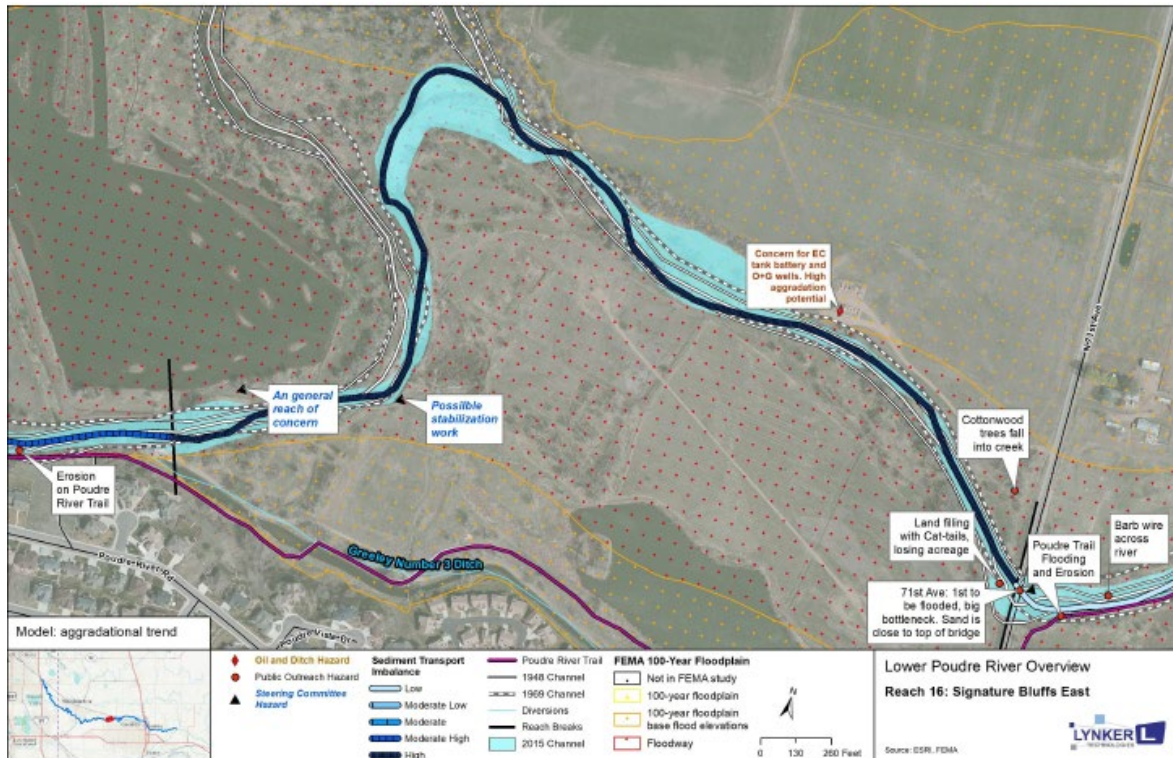 Concern for EC
tank battery and
O+G wells. High
aggradation
potential
N 71st Ave
An general
reach of
concern
Possilble
stabilization
work
Cottonwood
trees fall
into creek
Erosion
on Poudre
River Trail
Land filing
with Cat-tails,
losing acreage
Barb wire
across
river
Poudre Trail
Flooding
and Erosion
71st Ave: 1st to
be flooded, big
bottleneck. Sand is
close to top of bridge
Greeley Number 3 Ditch
Poudre River Rd
Poudre Vista Dr
Model: aggradational trend
Oil and Ditch Hazard
Public Outreach Hazard
Steering Committee
Hazard
Sediment Transport
Imbalance
Low
Moderate Low
Moderate
Moderate High
High
Poudre River Trail
1948 Channel
1969 Channel
Diversions
Reach Breaks
2015 Channel
FEMA 100-Year Floodplain
Not in FEMA study
100-year floodplain
100-year floodplain
base flood elevations
Floodway
N
0 130 260 Feet
Lower Poudre River Overview
Reach 16: Signature Bluffs East
Source: ESRI, FEMA
LYNKER L
TECHNOLOGIES